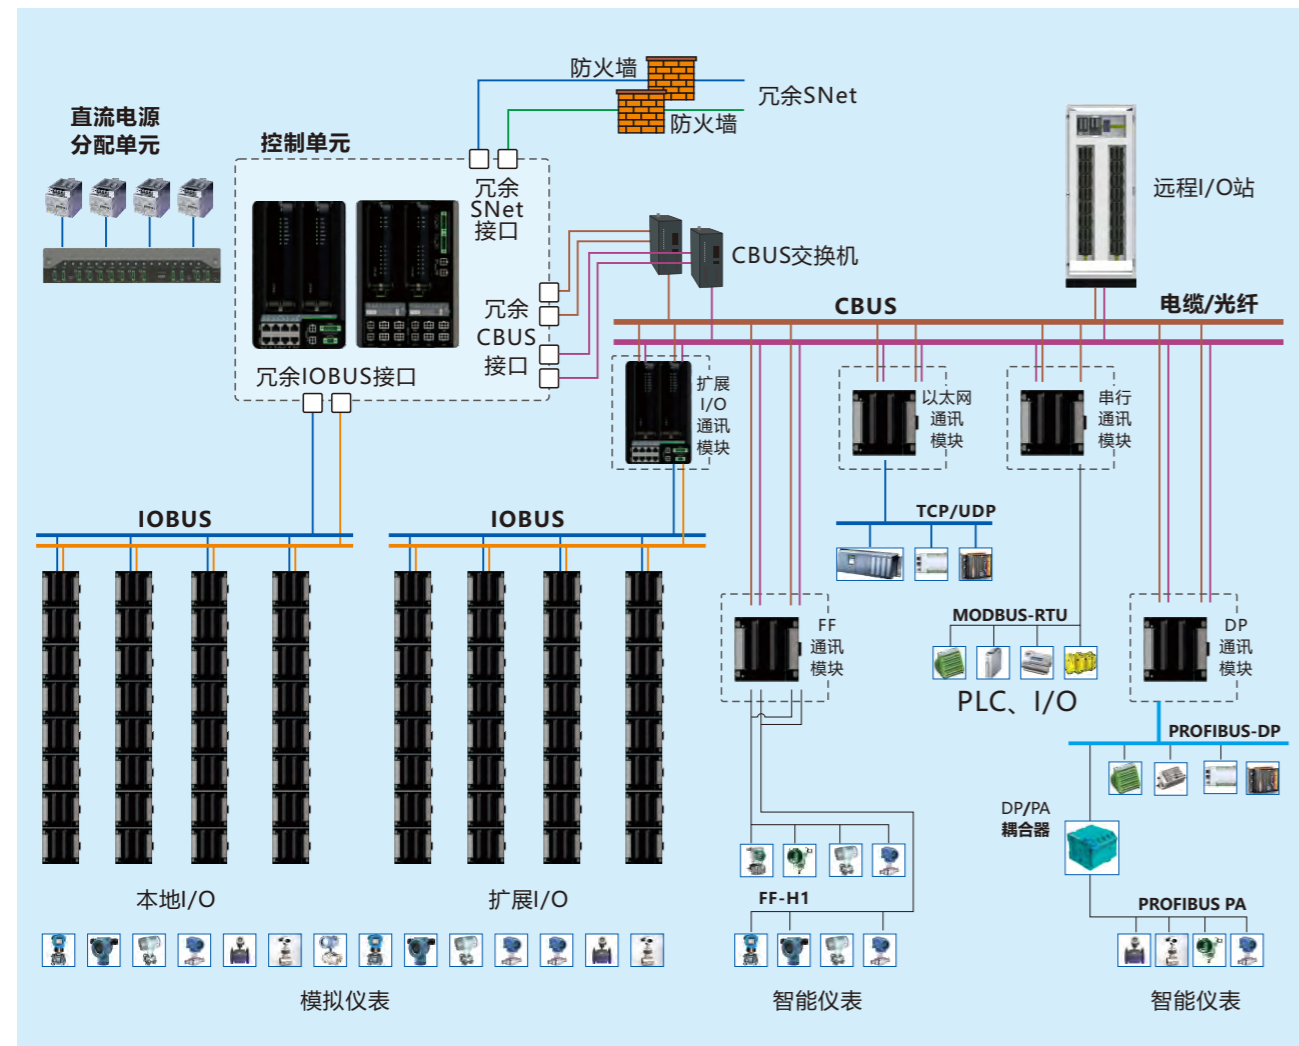 防火墙
冗余SNet
防火墙
直流电源
分配单元
控制单元
冗余
SNet
接口
远程I/O站
CBUS交换机
冗余
CBUS
接口
CBUS
电缆/光纤
冗余IOBUS接口
扩展
I/O
通讯
模块
以太网
通讯
模块
串行
通讯
模块
IOBUS
IOBUS
TCP/UDP
MODBUS-RTU
FF
通讯
模块
DP
通讯
模块
PLC、I/O
PROFIBUS-DP
DP/PA
耦合器
本地I/O
扩展I/O
FF-H1
PROFIBUS PA
模拟仪表
智能仪表
智能仪表